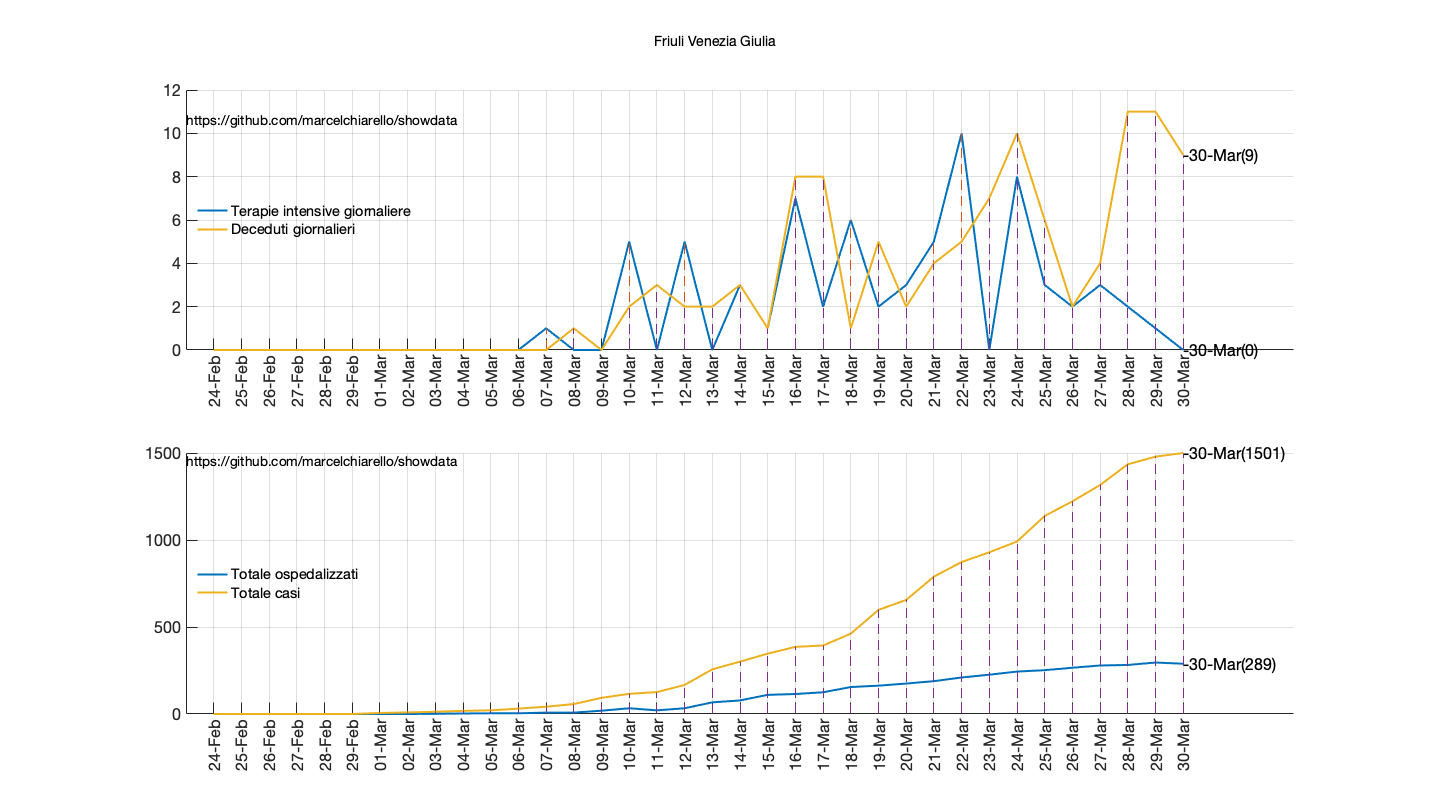 Friuli Venezia Giulia
12
https://github.com/marcelchiarello/showdata
10
-30-Mar(9)
8
Terapie intensive giornaliere
6
Deceduti giornalieri
4
2
0
-30-Mar(0)
24-Feb
25-Feb
26-Feb
27-Feb
28-Feb
29-Feb
01-Mar
02-Mar
03-Mar
04-Mar
05-Mar
06-Mar
07-Mar
08-Mar
09-Mar
10-Mar
11-Mar
12-Mar
13-Mar
14-Mar
15-Mar
16-Mar
17-Mar
18-Mar
19-Mar
20-Mar
21-Mar
22-Mar
23-Mar
24-Mar
25-Mar
26-Mar
27-Mar
28-Mar
29-Mar
30-Mar
1500
-30-Mar(1501)
https://github.com/marcelchiarello/showdata
1000
Totale ospedalizzati
Totale casi
500
-30-Mar(289)
0
24-Feb
25-Feb
26-Feb
27-Feb
28-Feb
29-Feb
01-Mar
02-Mar
03-Mar
04-Mar
05-Mar
06-Mar
07-Mar
08-Mar
09-Mar
10-Mar
11-Mar
12-Mar
13-Mar
14-Mar
15-Mar
16-Mar
17-Mar
18-Mar
19-Mar
20-Mar
21-Mar
22-Mar
23-Mar
24-Mar
25-Mar
26-Mar
27-Mar
28-Mar
29-Mar
30-Mar